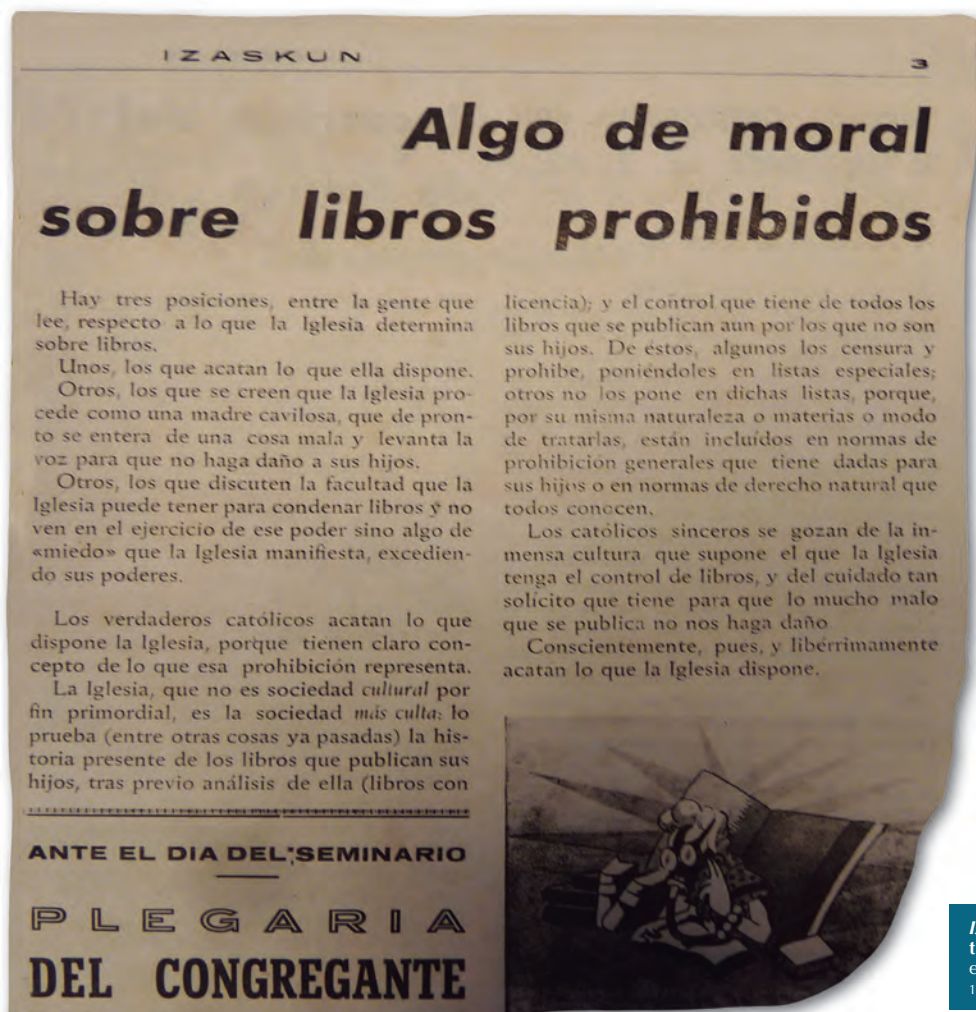 IZASKUN
3
Algo de moral
sobre libros prohibidos
Hay tres posiciones, entre la gente que
lee, respecto a lo que la Iglesia determina
sobre libros.
Unos, los que acatan lo que ella dispone.
Otros, los que se creen que la Iglesia pro-
cede como una madre cavilosa, que de pron-
to se entera de una cosa mala y levanta la
voz para que no haga daño a sus hijos.
Otros, los que discuten la facultad que la
Iglesia puede tener para condenar libros y no
ven en el ejercicio de ese poder sino algo de
«miedo» que la Iglesia manifiesta, excedien-
do sus poderes.
Los verdaderos católicos acatan lo que
dispone la Iglesia, porque tienen claro con-
cepto de lo que esa prohibición representa.
La Iglesia, que no es sociedad cultural por
fin primordial, es la sociedad más culta: lo
prueba (entre otras cosas ya pasadas) la his-
toria presente de los libros que publican sus
hijos, tras previo análisis de ella (libros con
licencia); y el control que tiene de todos los
libros que se publican aun por los que no son
sus hijos. De éstos, algunos los censura y
prohibe, poniéndoles en listas especiales;
otros no los pone en dichas listas, porque,
por su misma naturaleza o materias o modo
de tratarlas, están incluídos en normas de
prohibición generales que tiene dadas para
sus hijos o en normas de derecho natural que
todos conocen.
Los católicos sinceros se gozan de la in-
mensa cultura que supone el que la Iglesia
tenga el control de libros, y del cuidado tan
solícito que tiene para que lo mucho malo
que se publica no nos haga daño
Conscientemente, pues, y libérrimamente
acatan lo que la Iglesia dispone.
ANTE EL DIA DEL SEMINARIO
PLEGARIA
DEL CONGREGANTE